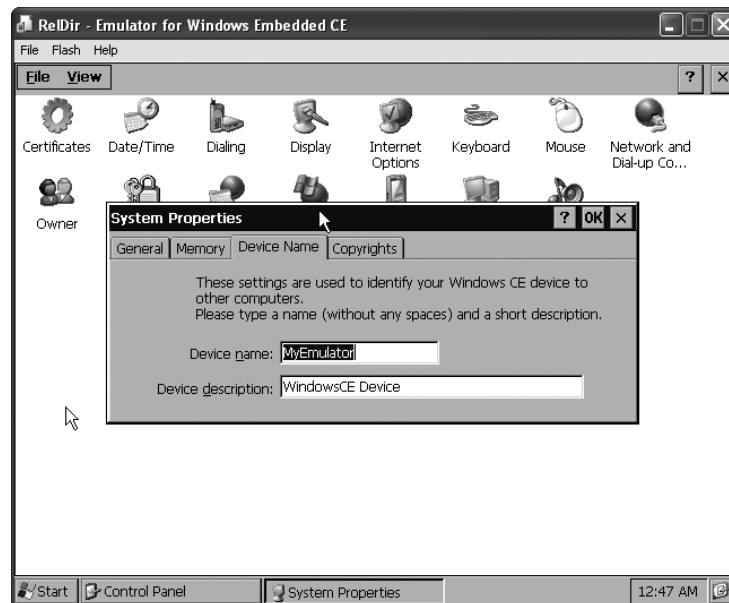 RelDir - Emulator for Windows Embedded CE
File Flash Help
File View ? ×
Certificates Date/Time Dialing Display Internet Options Keyboard Mouse Network and Dial-up Co...
Owner
System Properties ? OK ×
General Memory Device Name Copyrights
These settings are used to identify your Windows CE device to
other computers.
Please type a name (without any spaces) and a short description.
Device name: MyEmulator
Device description: WindowsCE Device
Start Control Panel System Properties 12:47 AM